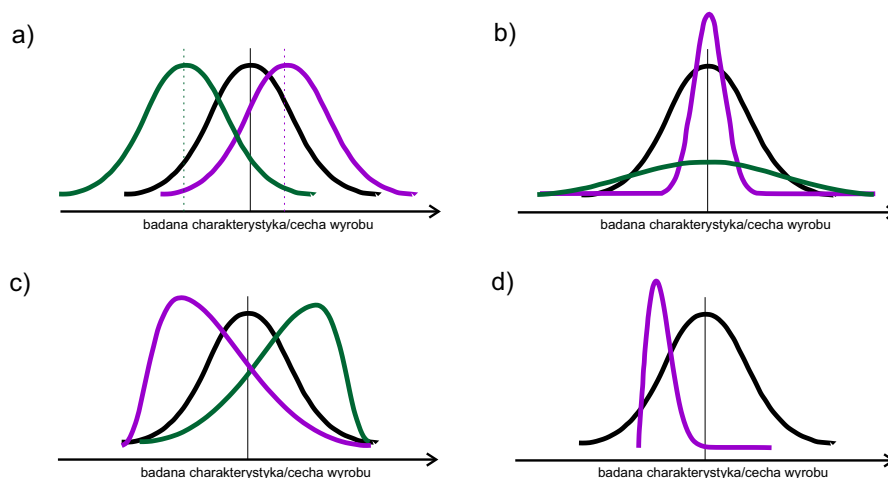 a)
b)
badana charakterystyka/cecha wyrobu
badana charakterystyka/cecha wyrobu
c)
d)
badana charakterystyka/cecha wyrobu
badana charakterystyka/cecha wyrobu